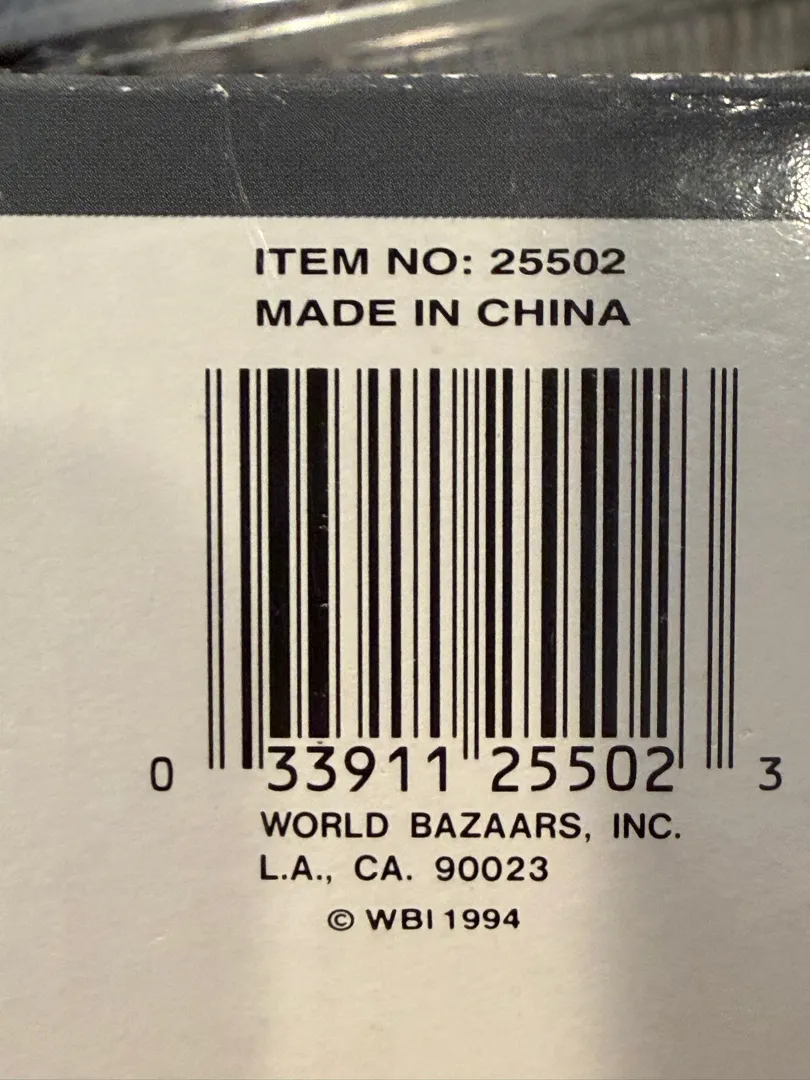 ITEM NO: 25502
MADE IN CHINA
0 33911 25502 3
WORLD BAZAARS, INC.
L.A., CA. 90023
© WBI 1994